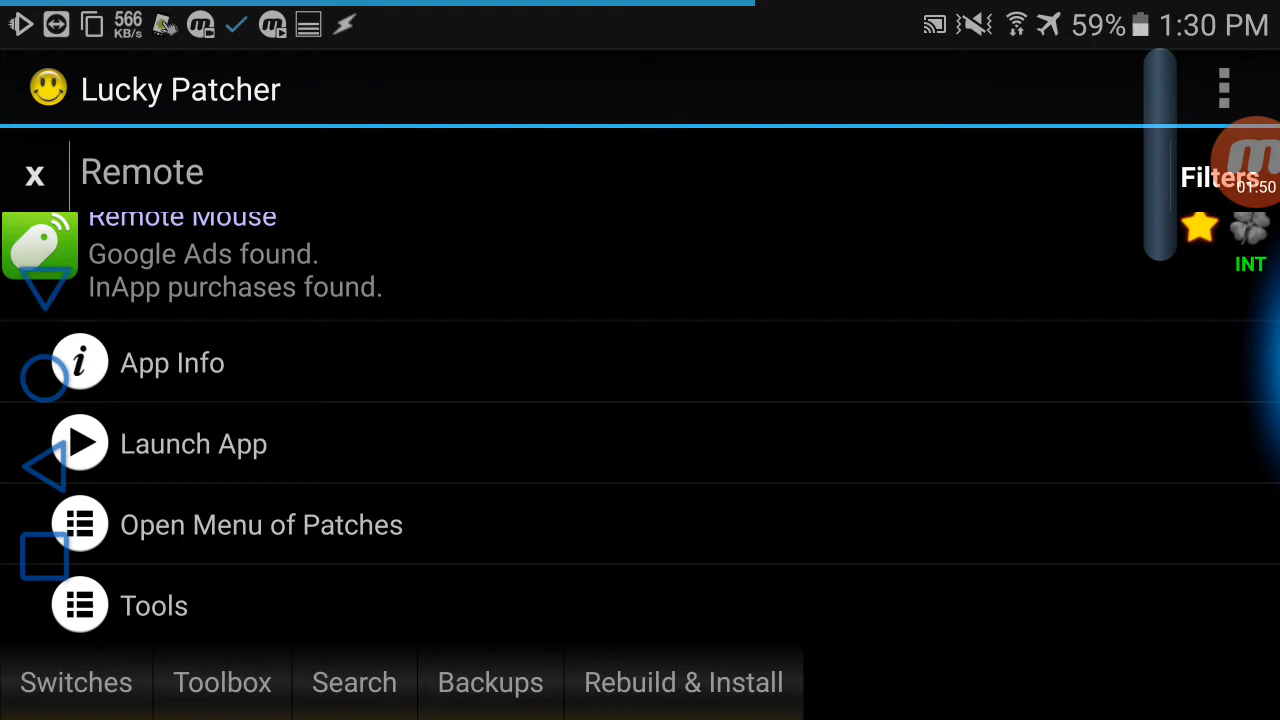 566
KB/s
59%
1:30 PM
Lucky Patcher
x
Remote
Filters
01:50
Remote Mouse
Google Ads found.
InApp purchases found.
INT
App Info
Launch App
Open Menu of Patches
Tools
Switches
Toolbox
Search
Backups
Rebuild & Install